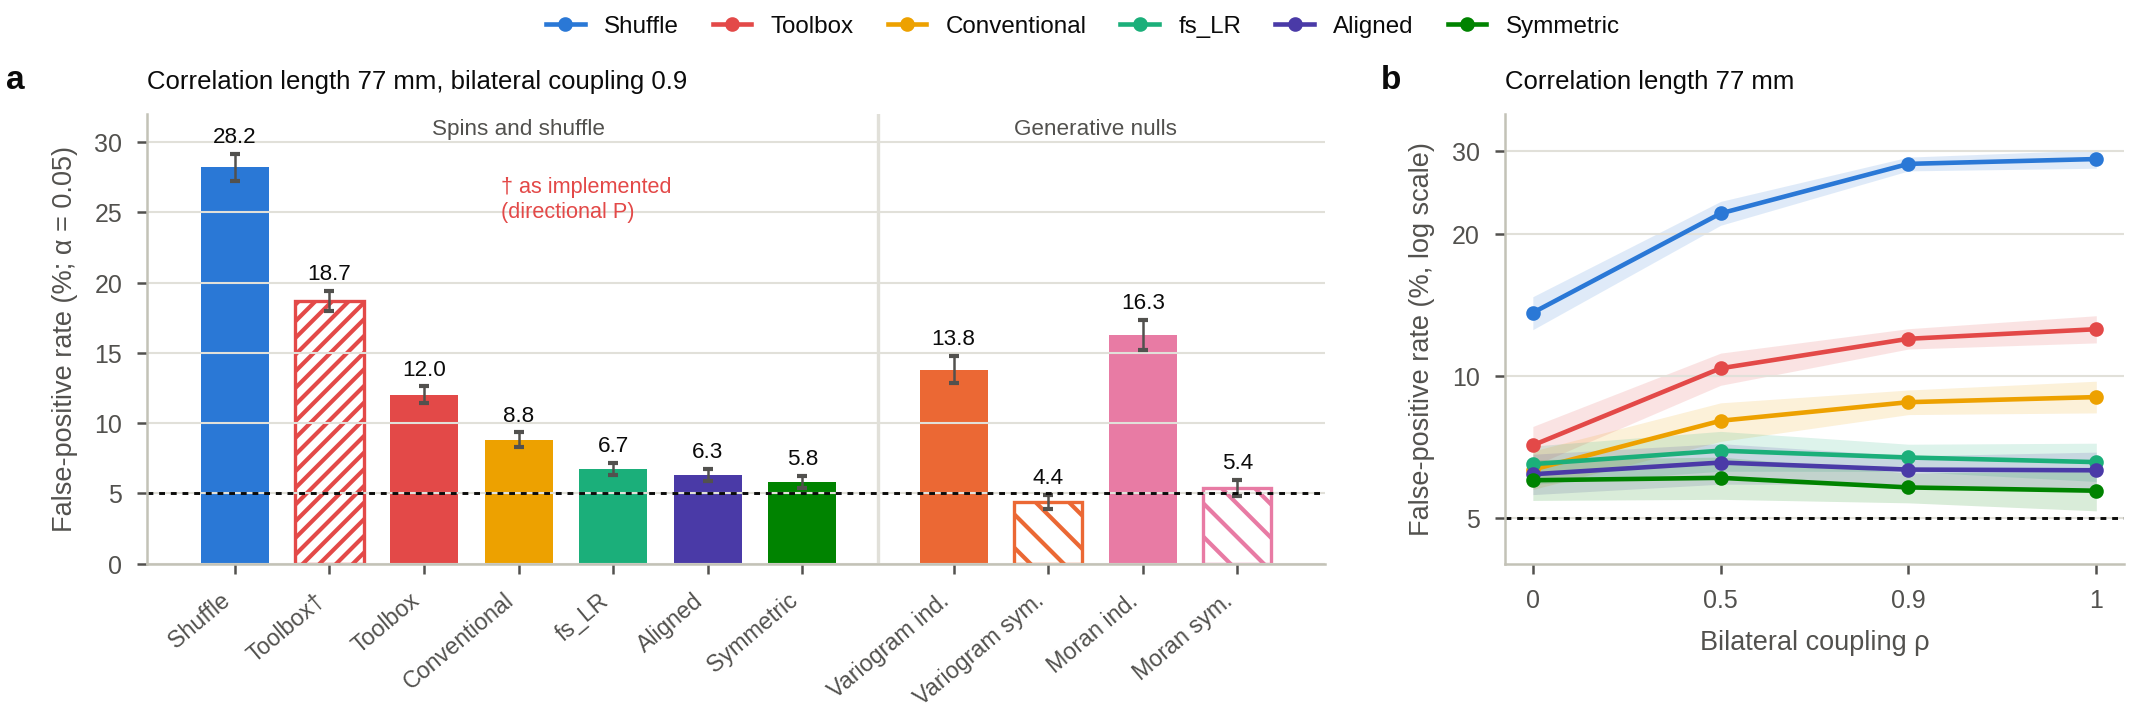 Shuffle Toolbox Conventional fs_LR Aligned Symmetric
a
Correlation length 77 mm, bilateral coupling 0.9
False-positive rate (%; α = 0.05)
30
25
20
15
10
5
0
Spins and shuffle
Generative nulls
† as implemented
(directional P)
28.2
18.7
12.0
8.8
6.7
6.3
5.8
13.8
4.4
16.3
5.4
Shuffle
Toolbox†
Toolbox
Conventional
fs_LR
Aligned
Symmetric
Variogram ind.
Variogram sym.
Moran ind.
Moran sym.
b
Correlation length 77 mm
False-positive rate (%, log scale)
30
20
10
5
0
0.5
0.9
1
Bilateral coupling ρ